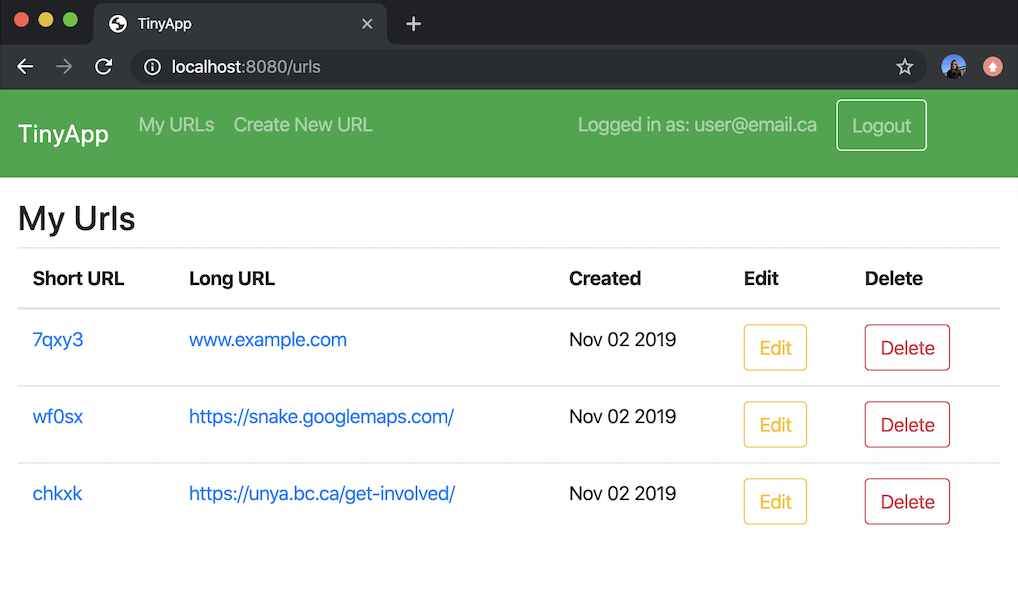 TinyApp
localhost:8080/urls
TinyApp My URLs Create New URL Logged in as: user@email.ca Logout
My Urls
Short URL Long URL Created Edit Delete
7qxy3 www.example.com Nov 02 2019 Edit Delete
wf0sx https://snake.googlemaps.com/ Nov 02 2019 Edit Delete
chkxk https://unya.bc.ca/get-involved/ Nov 02 2019 Edit Delete